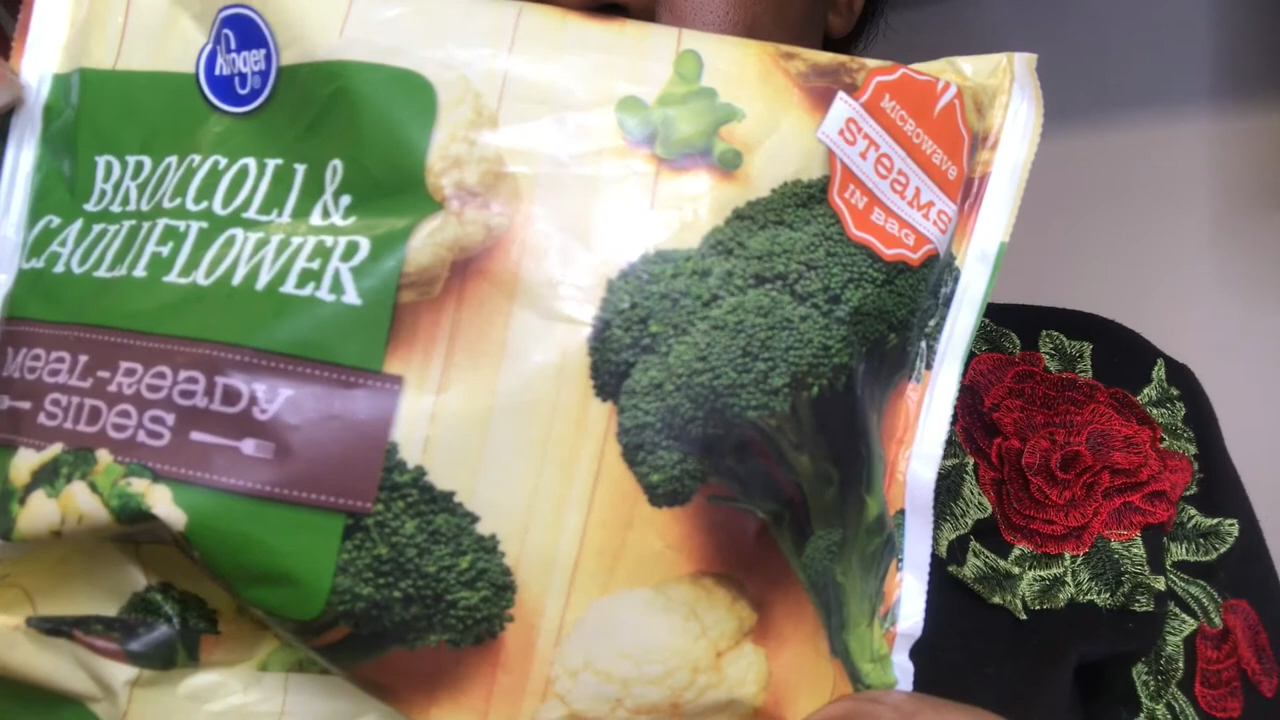 Kroger®
BROCCOLI &
CAULIFLOWER
MeaL-ReaDy
SIDes
MICROWave
STeaMS
IN Bag